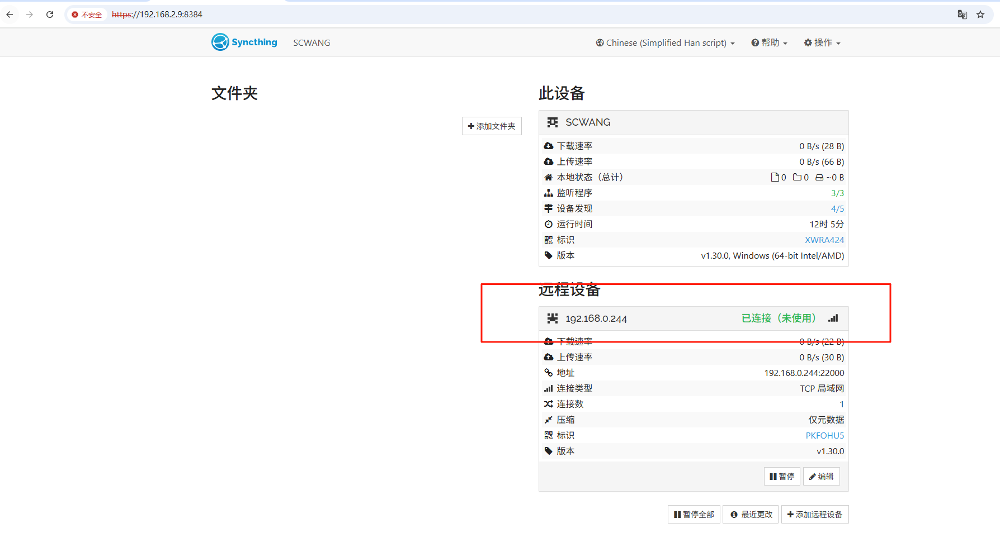 不安全 https://192.168.2.9:8384
Syncthing SCWANG Chinese (Simplified Han script) 帮助 操作
文件夹
添加文件夹
此设备
SCWANG
下载速率 0 B/s (28 B)
上传速率 0 B/s (66 B)
本地状态（总计） 0 0 ~0 B
监听程序 3/3
设备发现 4/5
运行时间 12时 5分
标识 XWRA424
版本 v1.30.0, Windows (64-bit Intel/AMD)
远程设备
192.168.0.244 已连接（未使用）
下载速率 0 B/s (22 B)
上传速率 0 B/s (30 B)
地址 192.168.0.244:22000
连接类型 TCP 局域网
连接数 1
压缩 仅元数据
标识 PKFOHU5
版本 v1.30.0
暂停 编辑
暂停全部 最近更改 添加远程设备